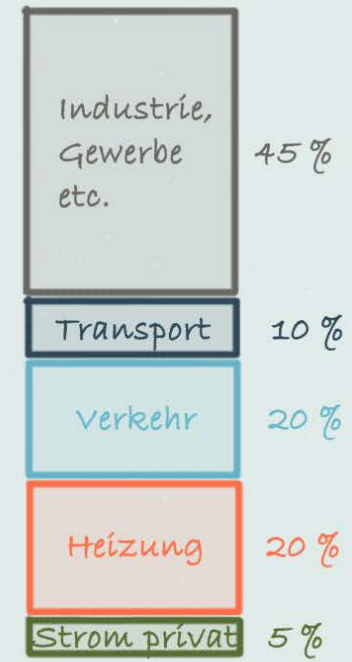 Industrie,
Gewerbe
etc.
45 %
Transport 10 %
Verkehr 20 %
Heizung 20 %
Strom privat 5 %